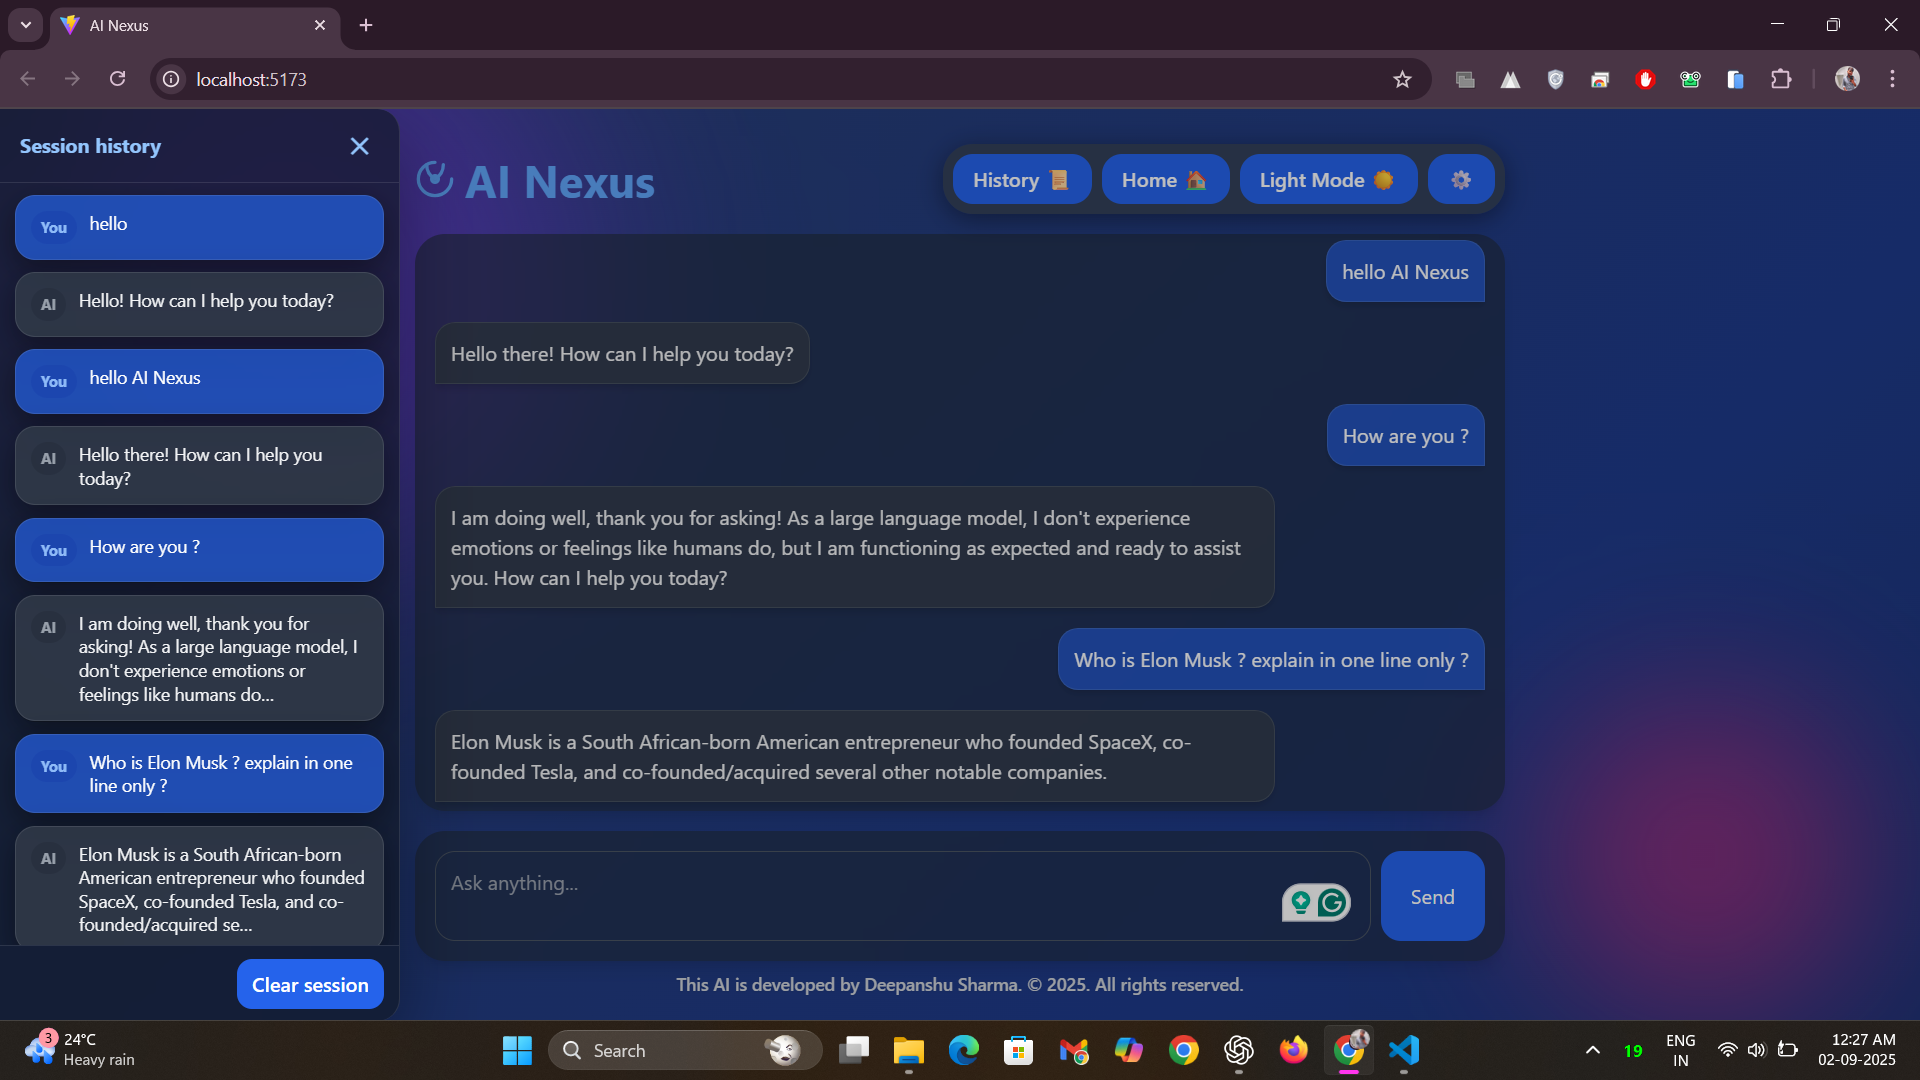 AI Nexus
localhost:5173
Session history
You hello
AI Hello! How can I help you today?
You hello AI Nexus
AI Hello there! How can I help you
today?
You How are you ?
AI I am doing well, thank you for
asking! As a large language model, I
don't experience emotions or
feelings like humans do...
You Who is Elon Musk ? explain in one
line only ?
AI Elon Musk is a South African-born
American entrepreneur who founded
SpaceX, co-founded Tesla, and co-
founded/acquired se...
Clear session
AI Nexus
History Home Light Mode
hello AI Nexus
Hello there! How can I help you today?
How are you ?
I am doing well, thank you for asking! As a large language model, I don't experience
emotions or feelings like humans do, but I am functioning as expected and ready to assist
you. How can I help you today?
Who is Elon Musk ? explain in one line only ?
Elon Musk is a South African-born American entrepreneur who founded SpaceX, co-
founded Tesla, and co-founded/acquired several other notable companies.
Ask anything...
Send
This AI is developed by Deepanshu Sharma. © 2025. All rights reserved.
3
24°C
Heavy rain
Search
19
ENG
IN
12:27 AM
02-09-2025